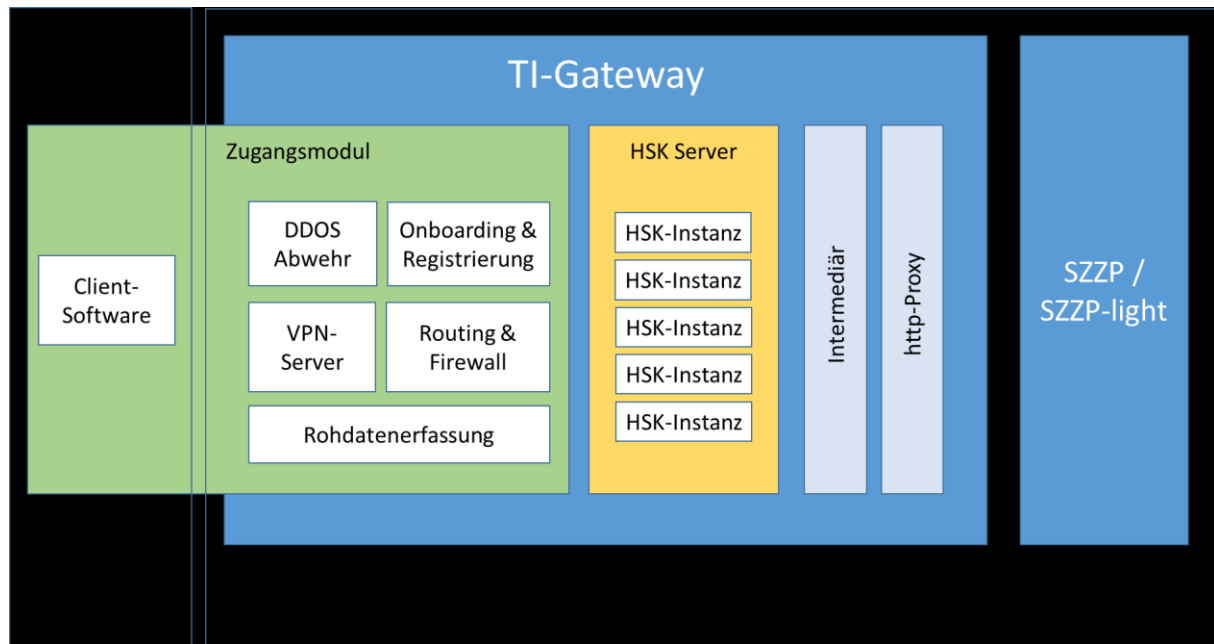 TI-Gateway
Zugangsmodul
HSK Server
DDOS
Abwehr
Onboarding &
Registrierung
Client-
Software
VPN-
Server
Routing &
Firewall
Rohdatenerfassung
HSK-Instanz
HSK-Instanz
HSK-Instanz
HSK-Instanz
HSK-Instanz
Intermediär
http-Proxy
SZZP /
SZZP-light